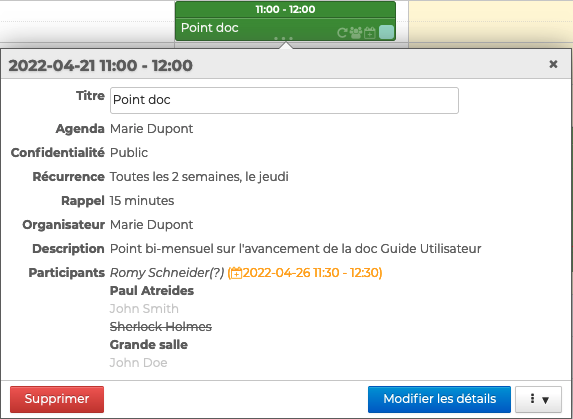 11:00 - 12:00
Point doc
2022-04-21 11:00 - 12:00 ×
Titre Point doc
Agenda Marie Dupont
Confidentialité Public
Récurrence Toutes les 2 semaines, le jeudi
Rappel 15 minutes
Organisateur Marie Dupont
Description Point bi-mensuel sur l'avancement de la doc Guide Utilisateur
Participants Romy Schneider(?) (2022-04-26 11:30 - 12:30)
Paul Atreides
John Smith
Sherlock Holmes
Grande salle
John Doe
Supprimer Modifier les détails